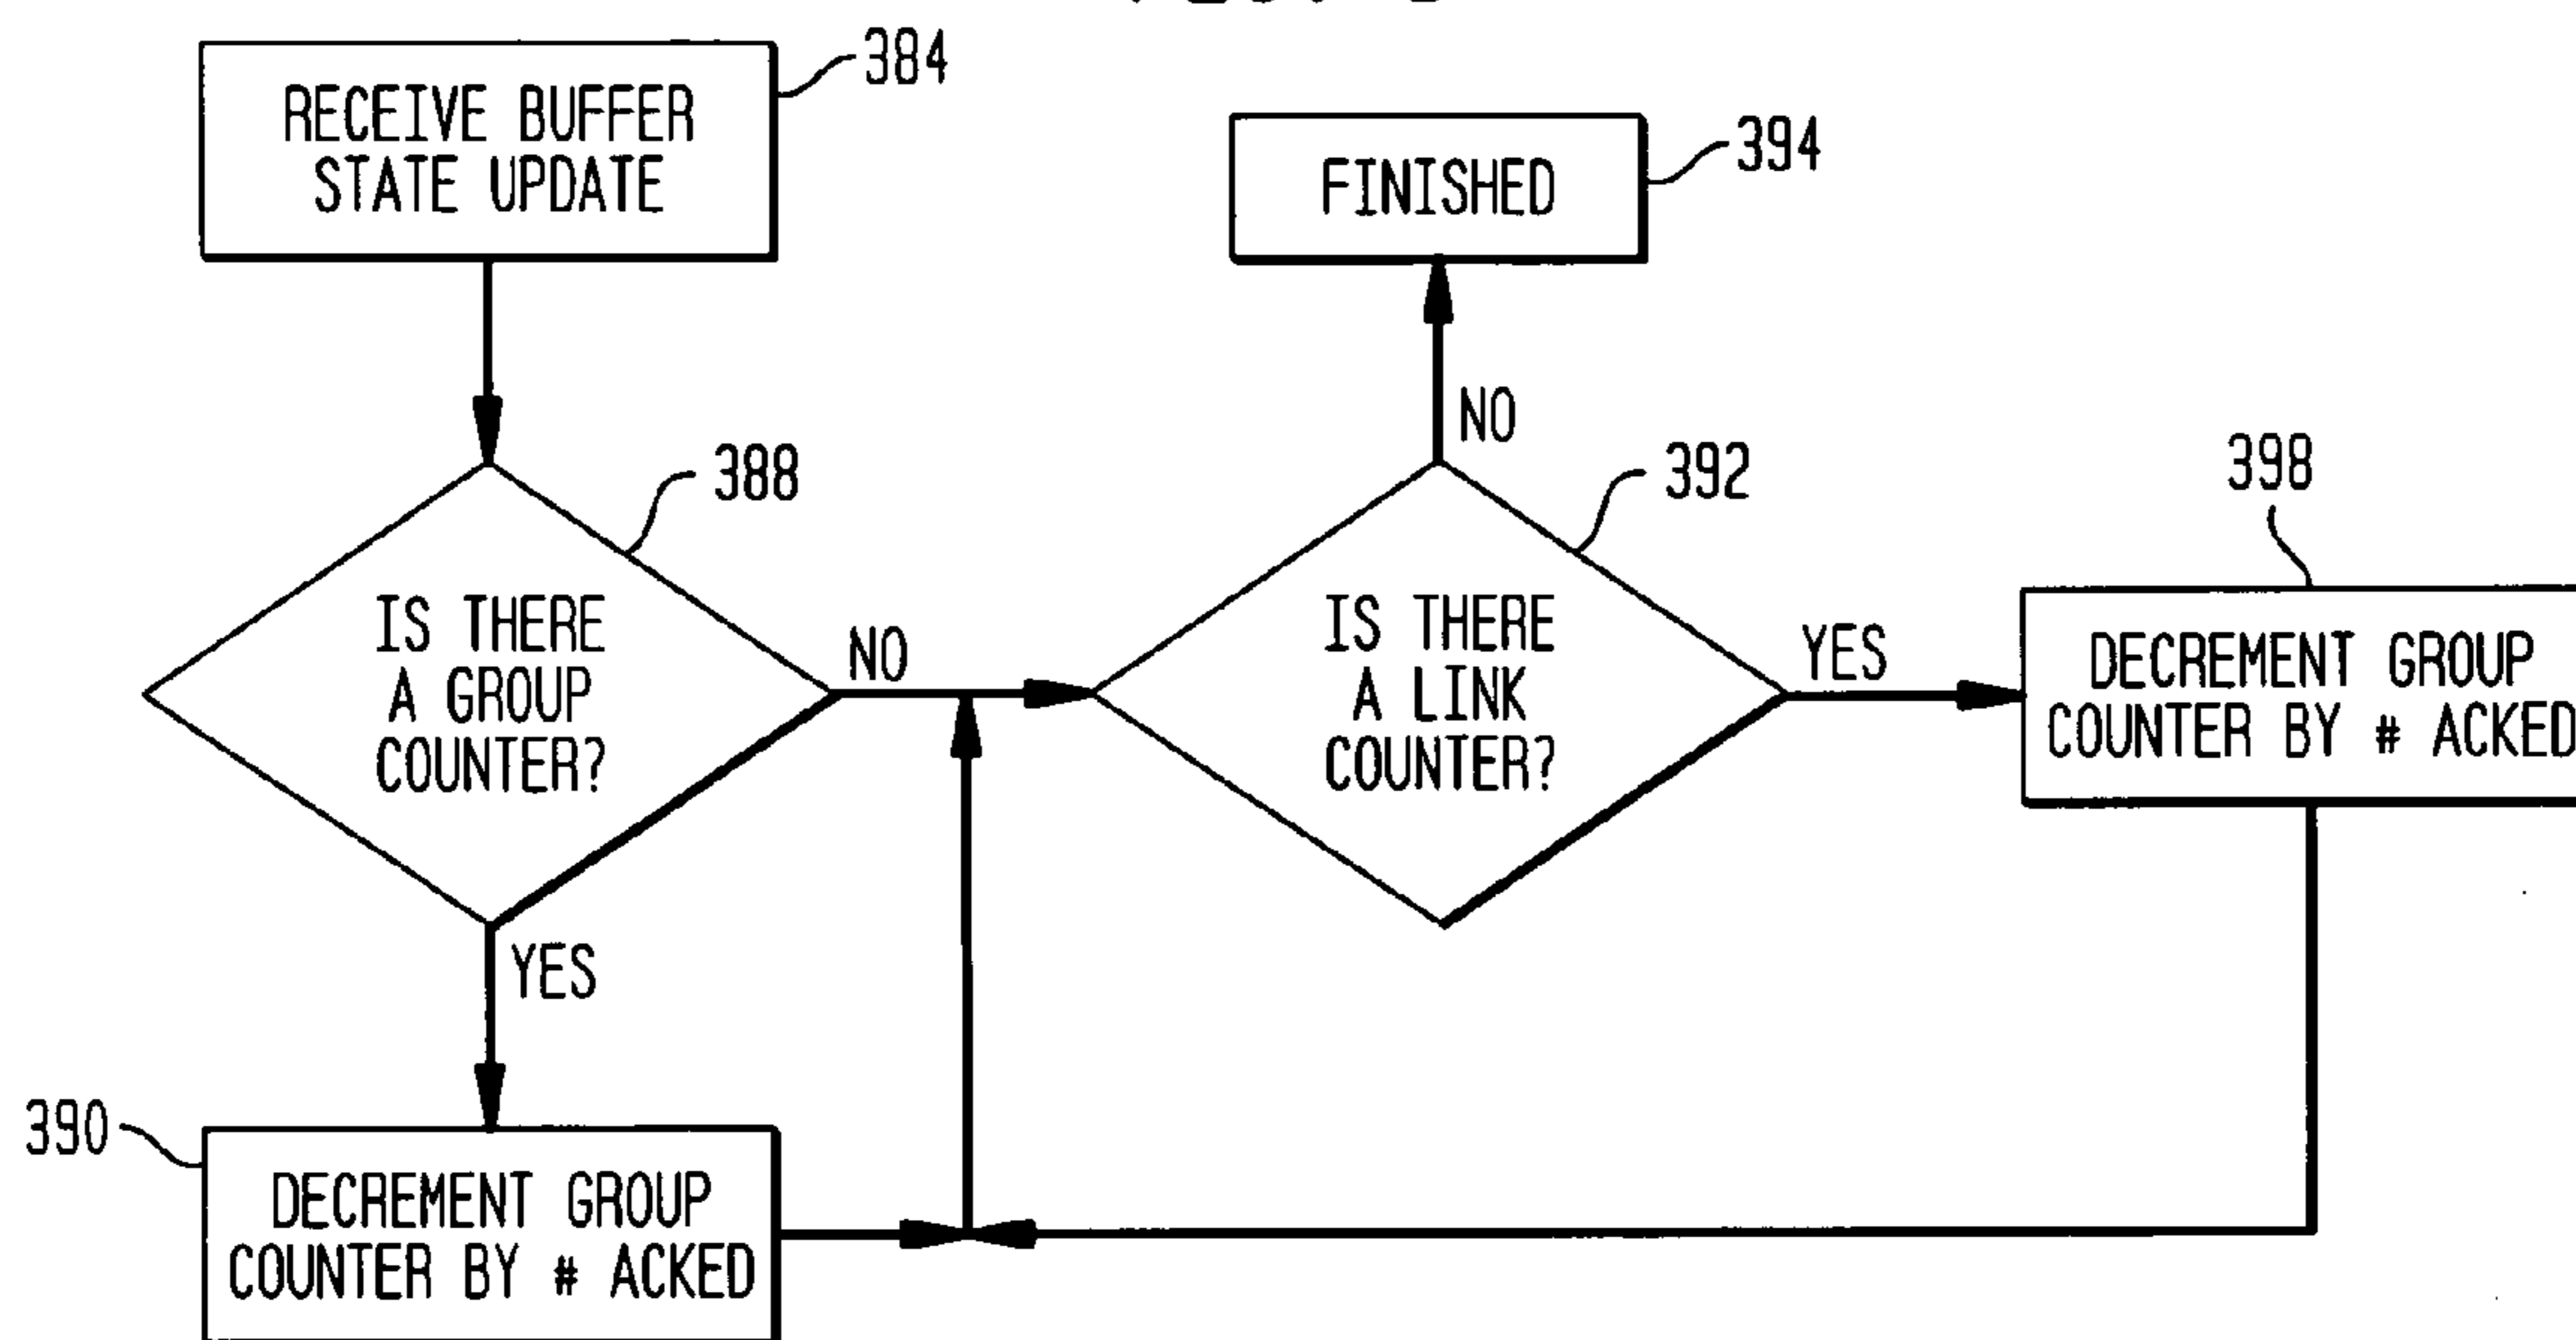 384
RECEIVE BUFFER
STATE UPDATE
394
FINISHED
NO
388
392
398
IS THERE
A GROUP
COUNTER?
NO
IS THERE
A LINK
COUNTER?
YES
DECREMENT GROUP
COUNTER BY # ACKED
YES
390
DECREMENT GROUP
COUNTER BY # ACKED